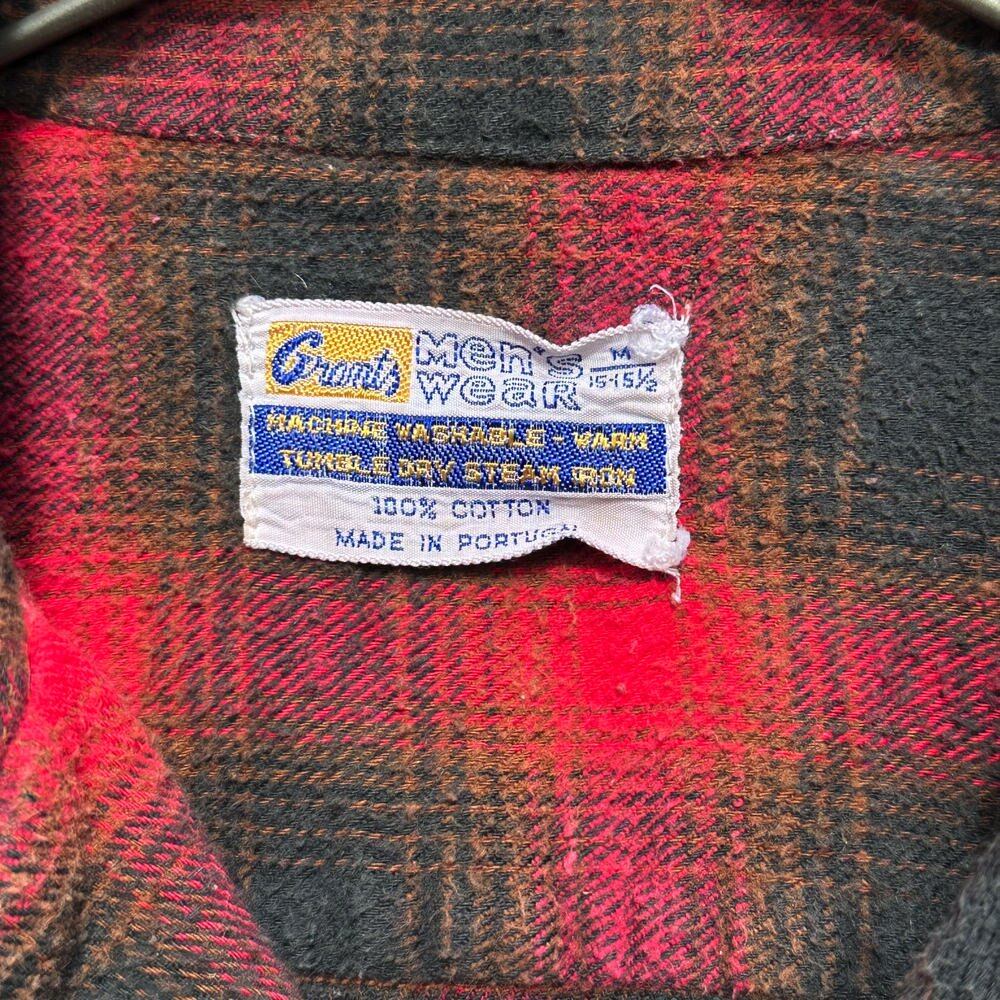 Grants Men's Wear M
15-15½
MACHINE WASHABLE - WARM
TUMBLE DRY STEAM IRON
100% COTTON
MADE IN PORTUGAL